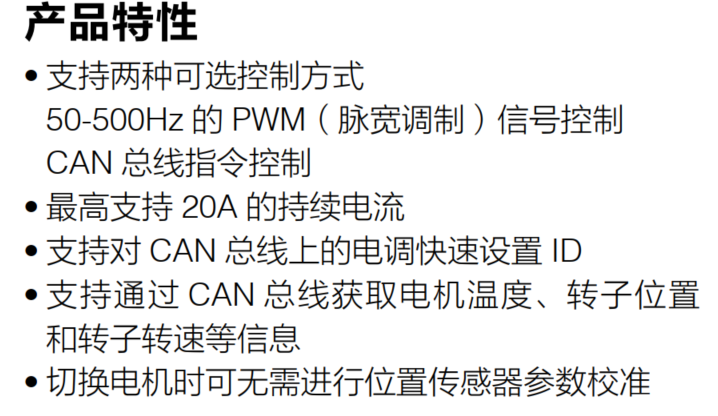 产品特性
• 支持两种可选控制方式
50-500Hz 的 PWM（脉宽调制）信号控制
CAN 总线指令控制
• 最高支持 20A 的持续电流
• 支持对 CAN 总线上的电调快速设置 ID
• 支持通过 CAN 总线获取电机温度、转子位置
和转子转速等信息
• 切换电机时可无需进行位置传感器参数校准